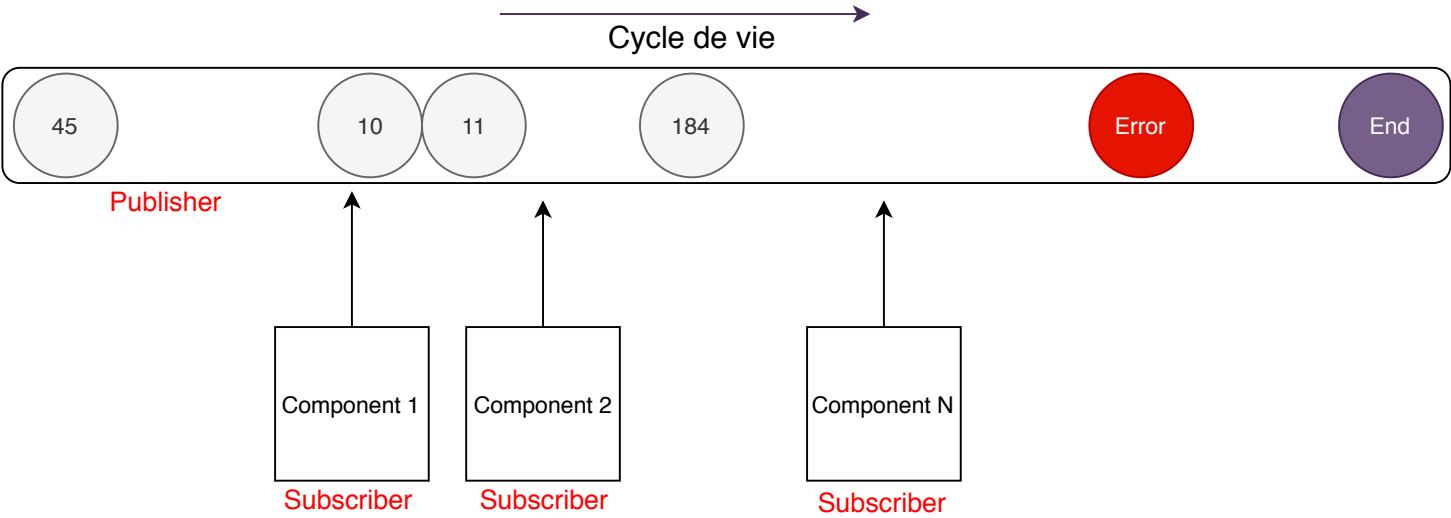 Cycle de vie
45
10
11
184
Error
End
Publisher
Component 1
Component 2
Component N
Subscriber
Subscriber
Subscriber